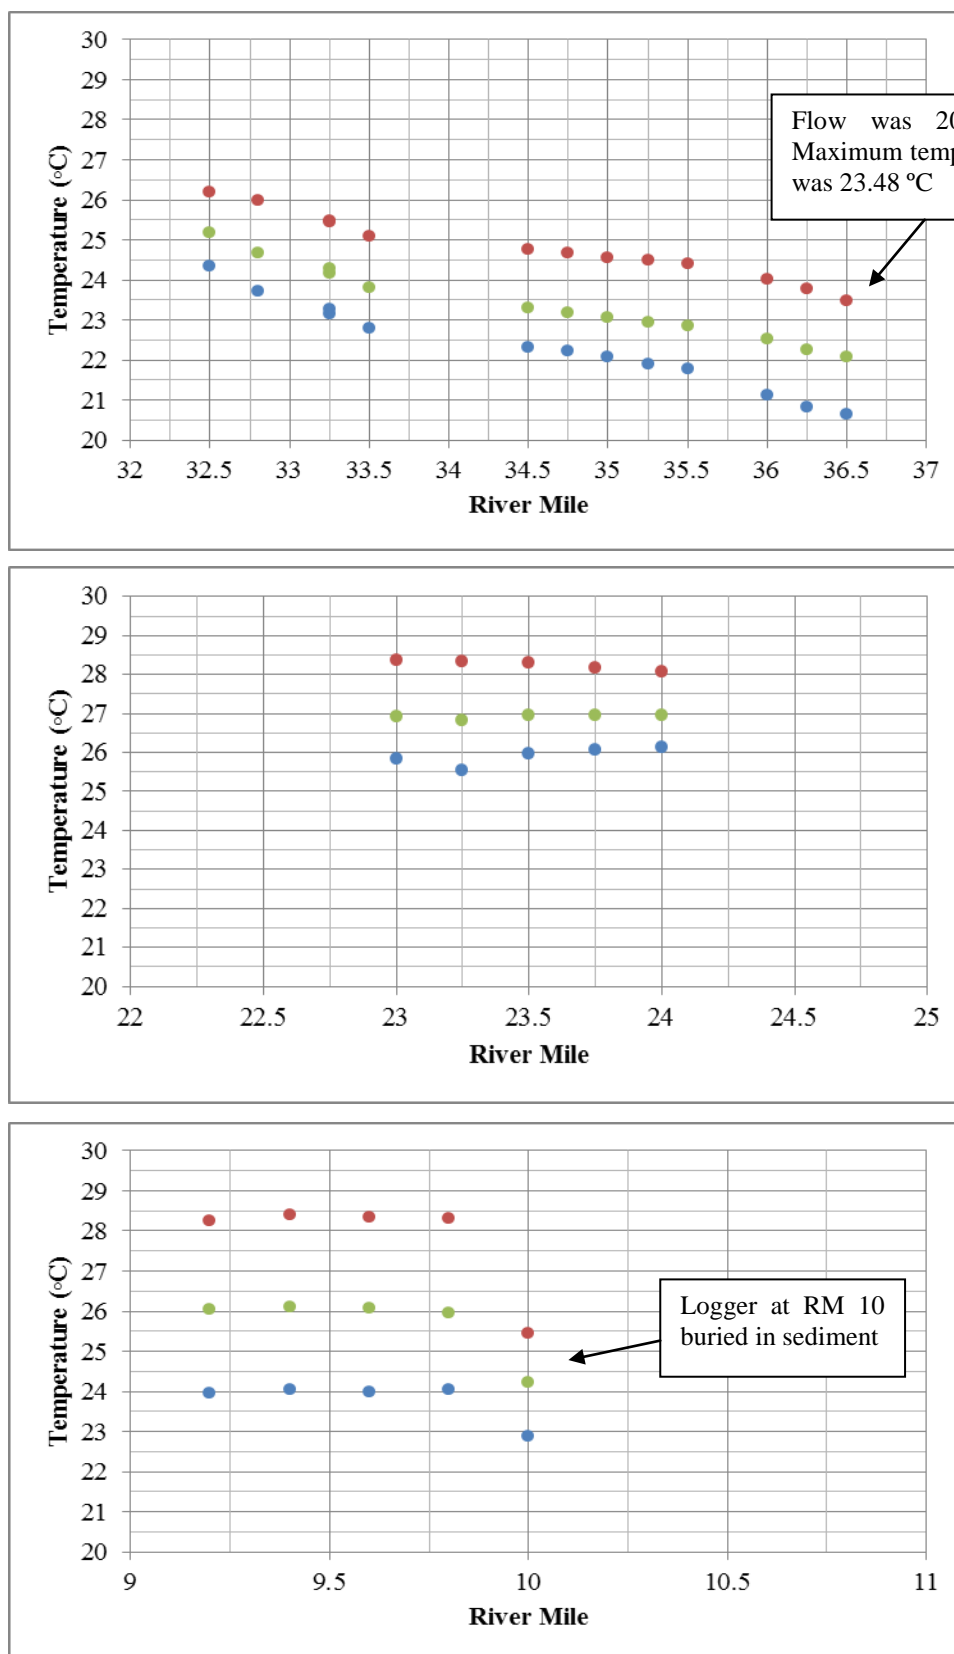 30
29
28
27
26
25
24
23
22
21
20
Temperature (○C)
Flow was 20
Maximum temp
was 23.48 ºC
32 32.5 33 33.5 34 34.5 35 35.5 36 36.5 37
River Mile
30
29
28
27
26
25
24
23
22
21
20
Temperature (○C)
22 22.5 23 23.5 24 24.5 25
River Mile
30
29
28
27
26
25
24
23
22
21
20
Temperature (○C)
Logger at RM 10
buried in sediment
9 9.5 10 10.5 11
River Mile